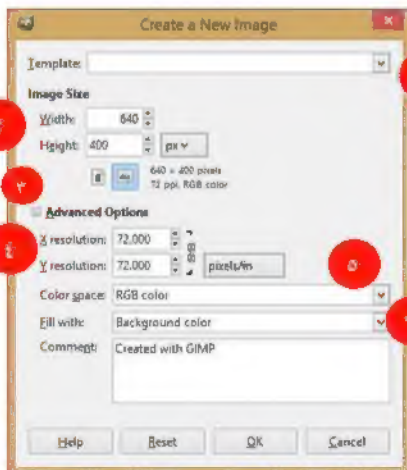 Create a New Image
Template:
Image Size
Width: 640
Height: 400 px
640 × 400 pixels
72 ppi, RGB color
Advanced Options
X resolution: 72.000
Y resolution: 72.000 pixels/in
Color space: RGB color
Fill with: Background color
Comment: Created with GIMP
Help Reset OK Cancel